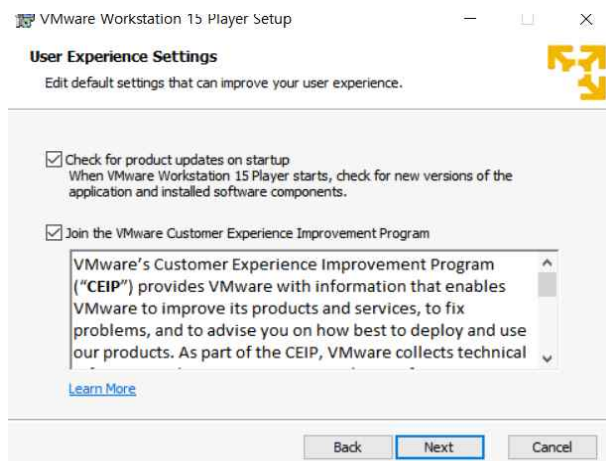 VMware Workstation 15 Player Setup
User Experience Settings
Edit default settings that can improve your user experience.
Check for product updates on startup
When VMware Workstation 15 Player starts, check for new versions of the
application and installed software components.
Join the VMware Customer Experience Improvement Program
VMware's Customer Experience Improvement Program
("CEIP") provides VMware with information that enables
VMware to improve its products and services, to fix
problems, and to advise you on how best to deploy and use
our products. As part of the CEIP, VMware collects technical
Learn More
Back Next Cancel